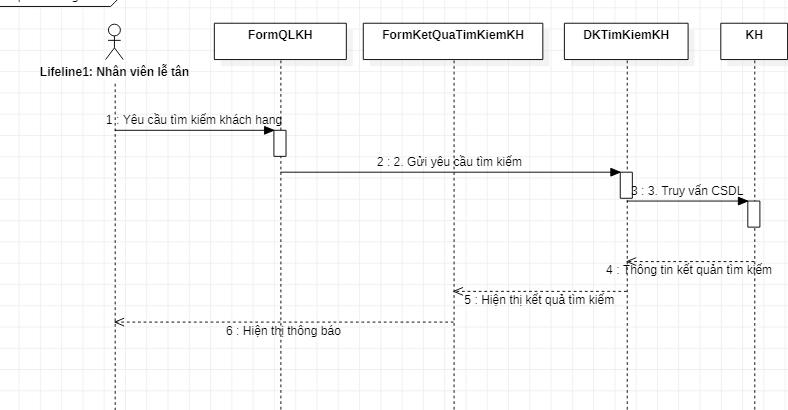 FormQLKH
FormKetQuaTimKiemKH
DKTimKiemKH
KH
Lifeline1: Nhân viên lễ tân
1 : Yêu cầu tìm kiếm khách hang
2 : 2. Gửi yêu cầu tìm kiếm
3 : 3. Truy vấn CSDL
4 : Thông tin kết quản tìm kiếm
5 : Hiện thị kết quả tìm kiếm
6 : Hiện thị thông báo